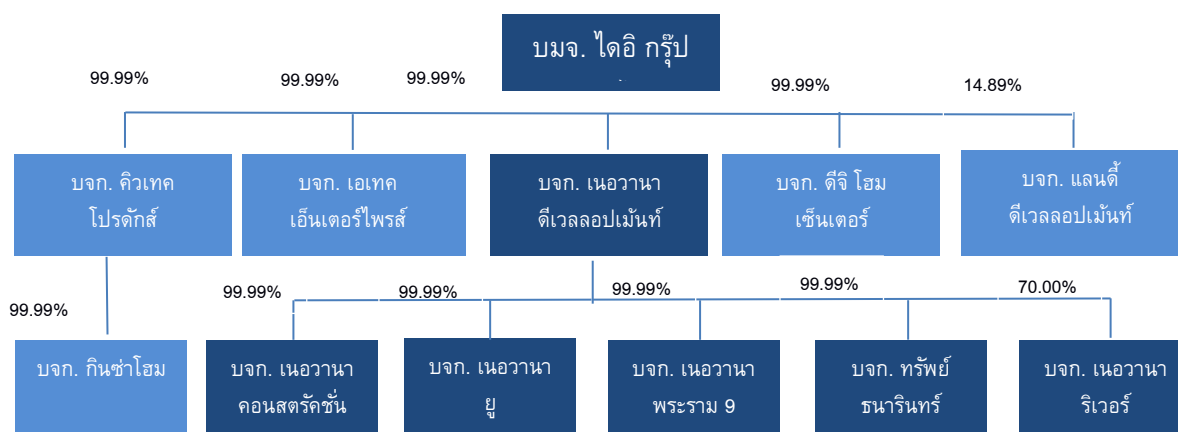 บมจ. ไดอิ กรุ๊ป
99.99%
99.99%
99.99%
99.99%
14.89%
บจก. คิวเทค
โปรดักส์
บจก. เอเทค
เอ็นเตอร์ไพรส์
บจก. เนอวานา
ดีเวลลอปเม้นท์
บจก. ดีจิ โฮม
เซ็นเตอร์
บจก. แลนดี้
ดีเวลลอปเม้นท์
99.99%
99.99%
99.99%
99.99%
99.99%
70.00%
บจก. กินซ่าโฮม
บจก. เนอวานา
คอนสตรัคชั่น
บจก. เนอวานา
ยู
บจก. เนอวานา
พระราม 9
บจก. ทรัพย์
ธนารินทร์
บจก. เนอวานา
ริเวอร์